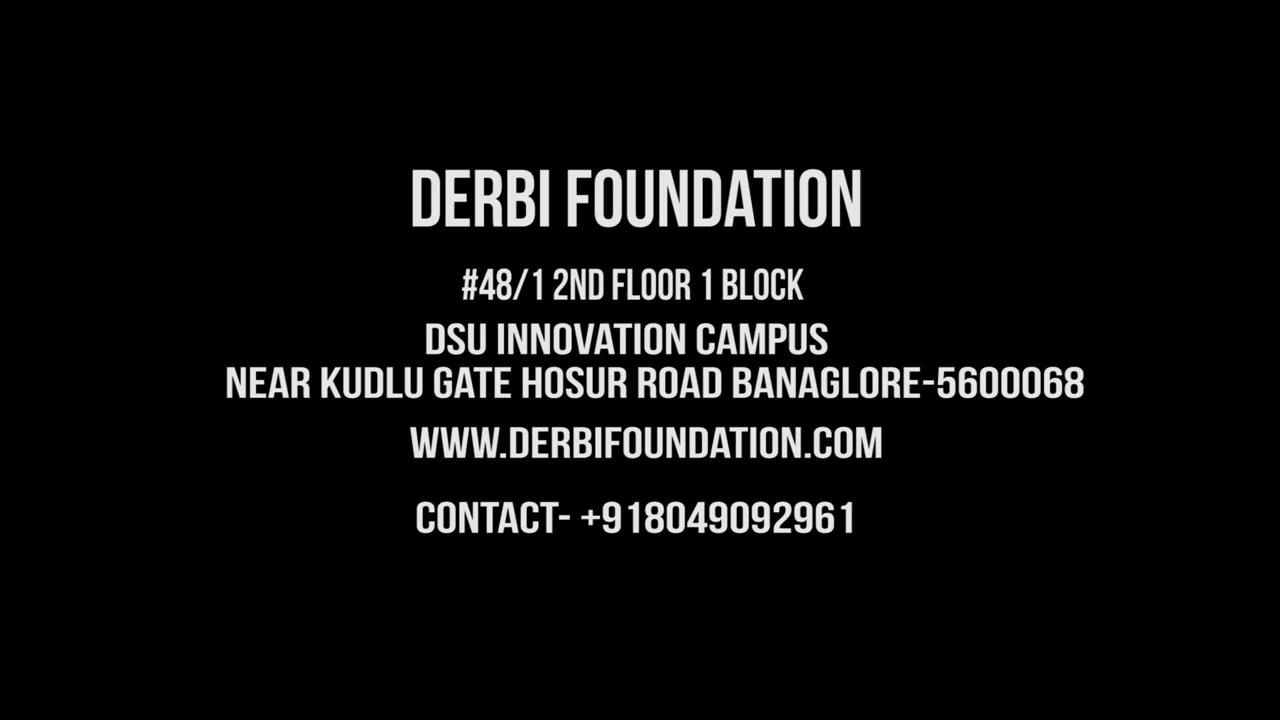 DERBI FOUNDATION
#48/1 2ND FLOOR 1 BLOCK
DSU INNOVATION CAMPUS
NEAR KUDLU GATE HOSUR ROAD BANAGLORE-5600068
WWW.DERBIFOUNDATION.COM
CONTACT- +918049092961